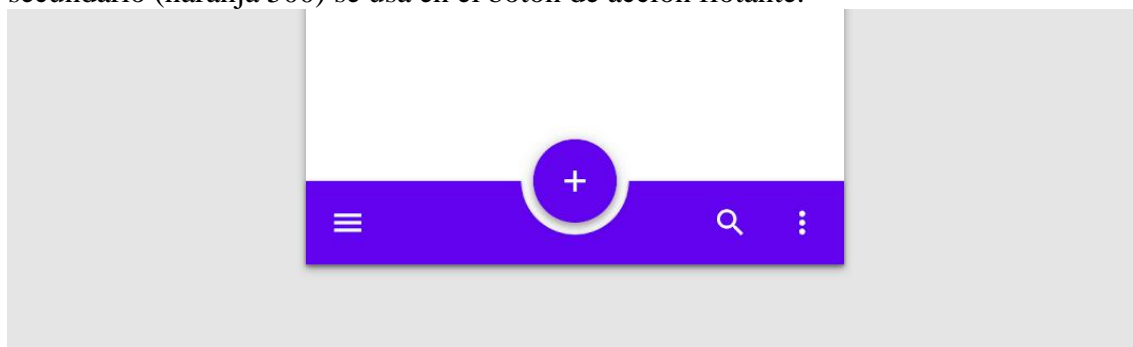 secundario (naranja 500) se usa en el botón de acción flotante.